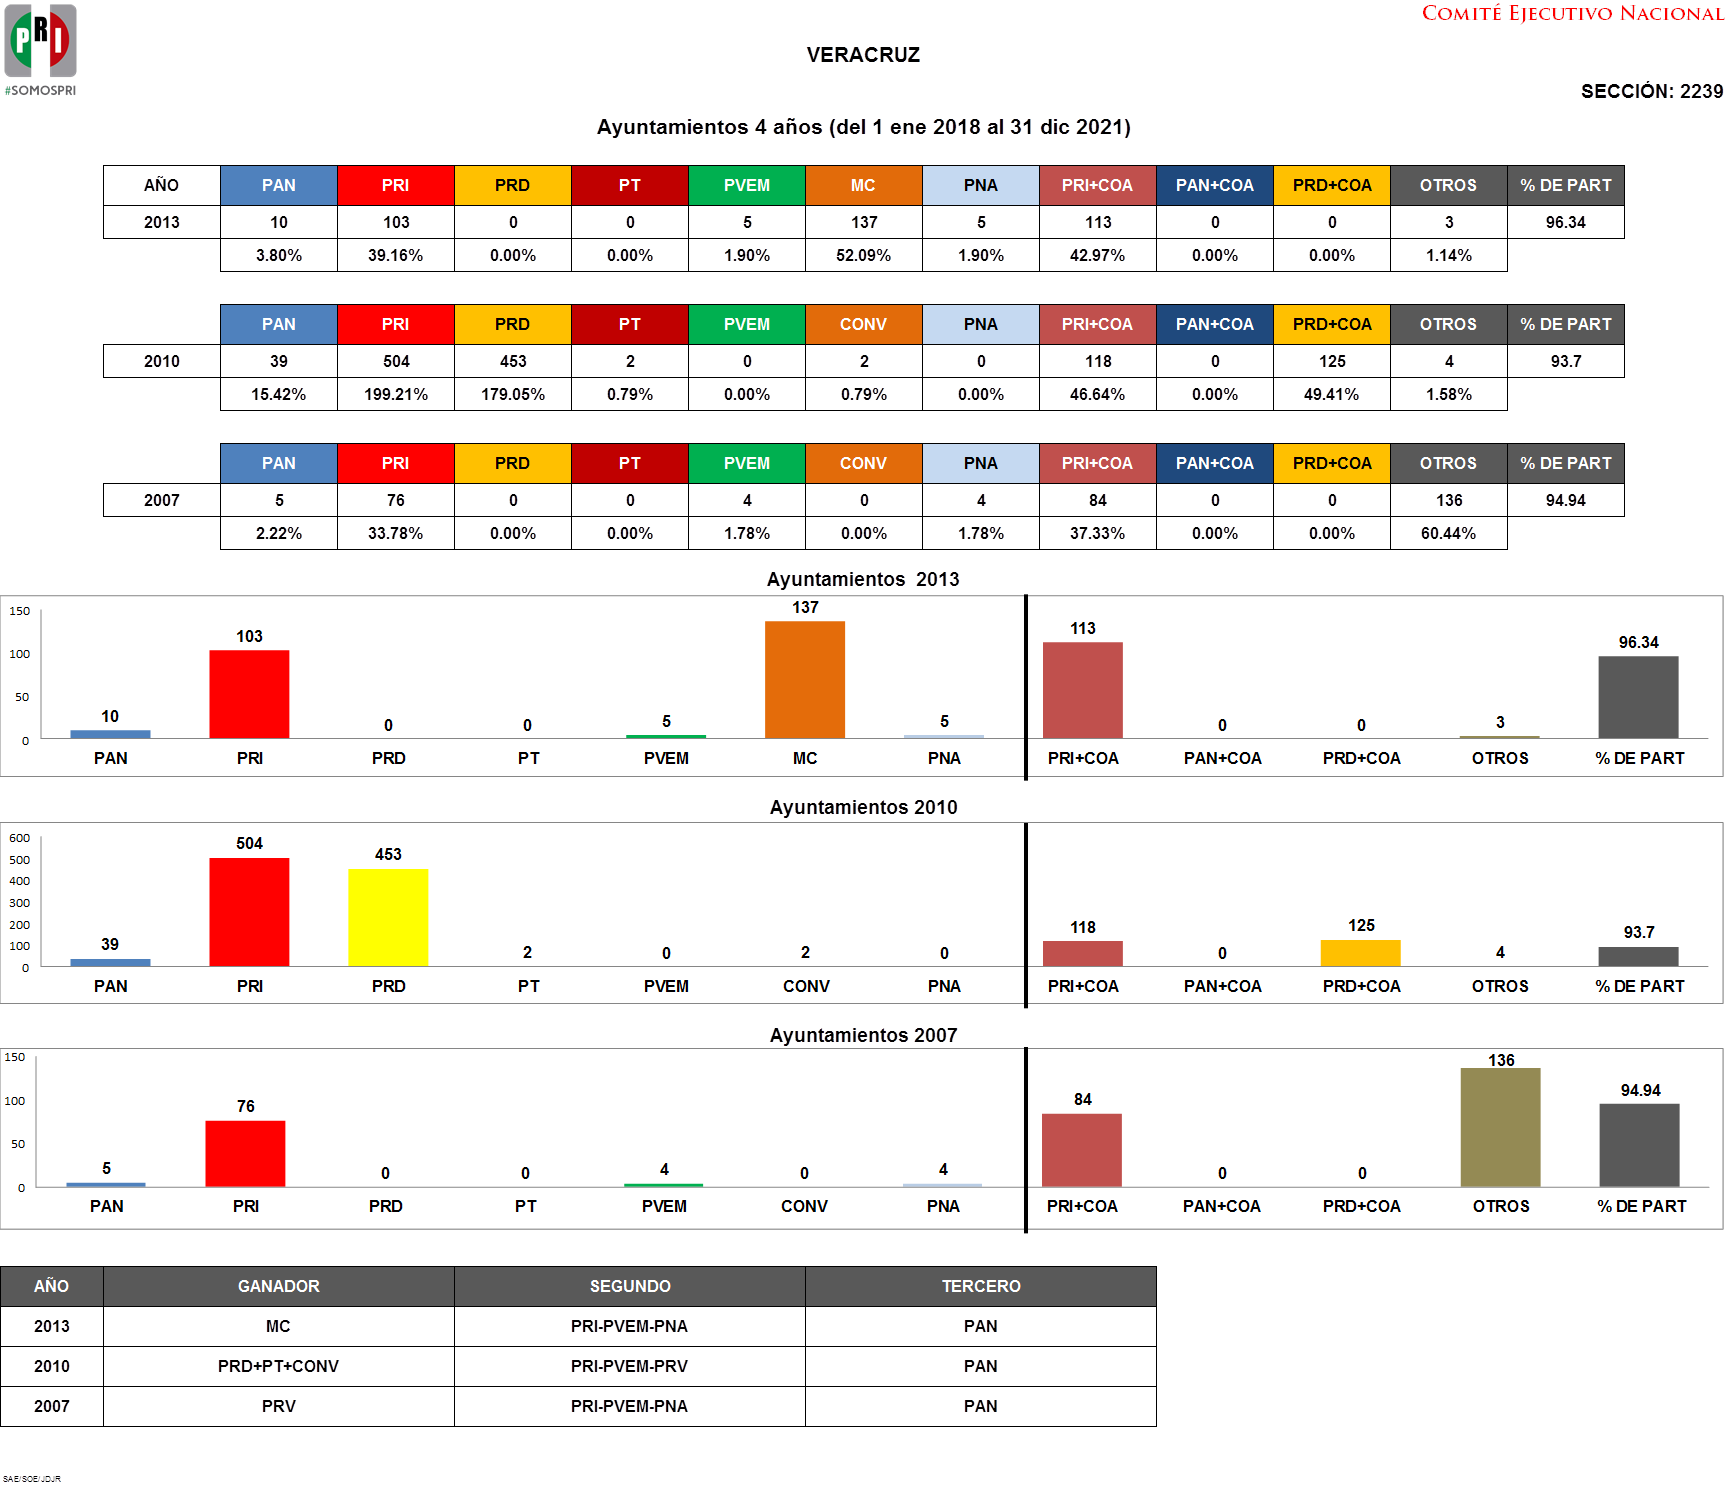 PRI
#SOMOSPRI
COMITÉ EJECUTIVO NACIONAL
VERACRUZ
SECCIÓN: 2239
Ayuntamientos 4 años (del 1 ene 2018 al 31 dic 2021)
AÑO PAN PRI PRD PT PVEM MC PNA PRI+COA PAN+COA PRD+COA OTROS % DE PART
2013 10 103 0 0 5 137 5 113 0 0 3 96.34
3.80% 39.16% 0.00% 0.00% 1.90% 52.09% 1.90% 42.97% 0.00% 0.00% 1.14%
PAN PRI PRD PT PVEM CONV PNA PRI+COA PAN+COA PRD+COA OTROS % DE PART
2010 39 504 453 2 0 2 0 118 0 125 4 93.7
15.42% 199.21% 179.05% 0.79% 0.00% 0.79% 0.00% 46.64% 0.00% 49.41% 1.58%
PAN PRI PRD PT PVEM CONV PNA PRI+COA PAN+COA PRD+COA OTROS % DE PART
2007 5 76 0 0 4 0 4 84 0 0 136 94.94
2.22% 33.78% 0.00% 0.00% 1.78% 0.00% 1.78% 37.33% 0.00% 0.00% 60.44%
Ayuntamientos 2013
150
100
50
0
10 103 0 0 5 137 5 113 0 0 3 96.34
PAN PRI PRD PT PVEM MC PNA PRI+COA PAN+COA PRD+COA OTROS % DE PART
Ayuntamientos 2010
600
500
400
300
200
100
0
39 504 453 2 0 2 0 118 0 125 4 93.7
PAN PRI PRD PT PVEM CONV PNA PRI+COA PAN+COA PRD+COA OTROS % DE PART
Ayuntamientos 2007
150
100
50
0
5 76 0 0 4 0 4 84 0 0 136 94.94
PAN PRI PRD PT PVEM CONV PNA PRI+COA PAN+COA PRD+COA OTROS % DE PART
AÑO GANADOR SEGUNDO TERCERO
2013 MC PRI-PVEM-PNA PAN
2010 PRD+PT+CONV PRI-PVEM-PRV PAN
2007 PRV PRI-PVEM-PNA PAN
SAE/SOE/JDJR